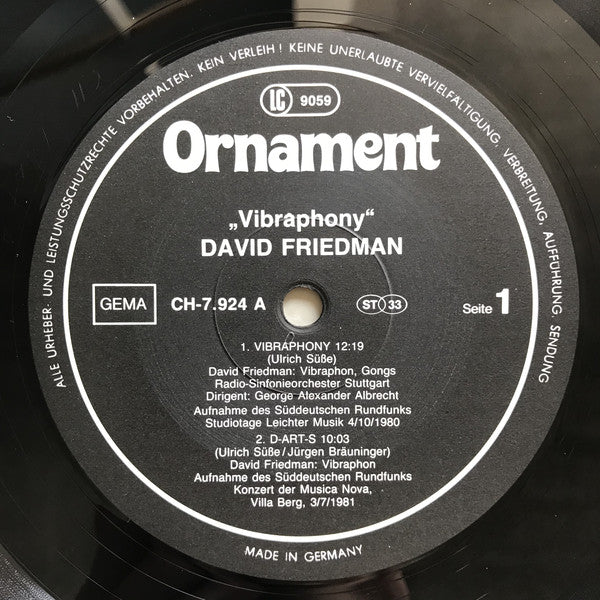 ALLE URHEBER- UND LEISTUNGSSCHUTZRECHTE VORBEHALTEN. KEIN VERLEIH! KEINE UNERLAUBTE VERVIELFÄLTIGUNG, VERBREITUNG, AUFFÜHRUNG, SENDUNG
LC 9059
Ornament
„Vibraphony“
DAVID FRIEDMAN
GEMA CH-7.924 A ST 33 Seite 1
1. VIBRAPHONY 12:19
(Ulrich Süße)
David Friedman: Vibraphon, Gongs
Radio-Sinfonieorchester Stuttgart
Dirigent: George Alexander Albrecht
Aufnahme des Süddeutschen Rundfunks
Studiotage Leichter Musik 4/10/1980
2. D-ART-S 10:03
(Ulrich Süße/Jürgen Bräuninger)
David Friedman: Vibraphon
Aufnahme des Süddeutschen Rundfunks
Konzert der Musica Nova,
Villa Berg, 3/7/1981
MADE IN GERMANY